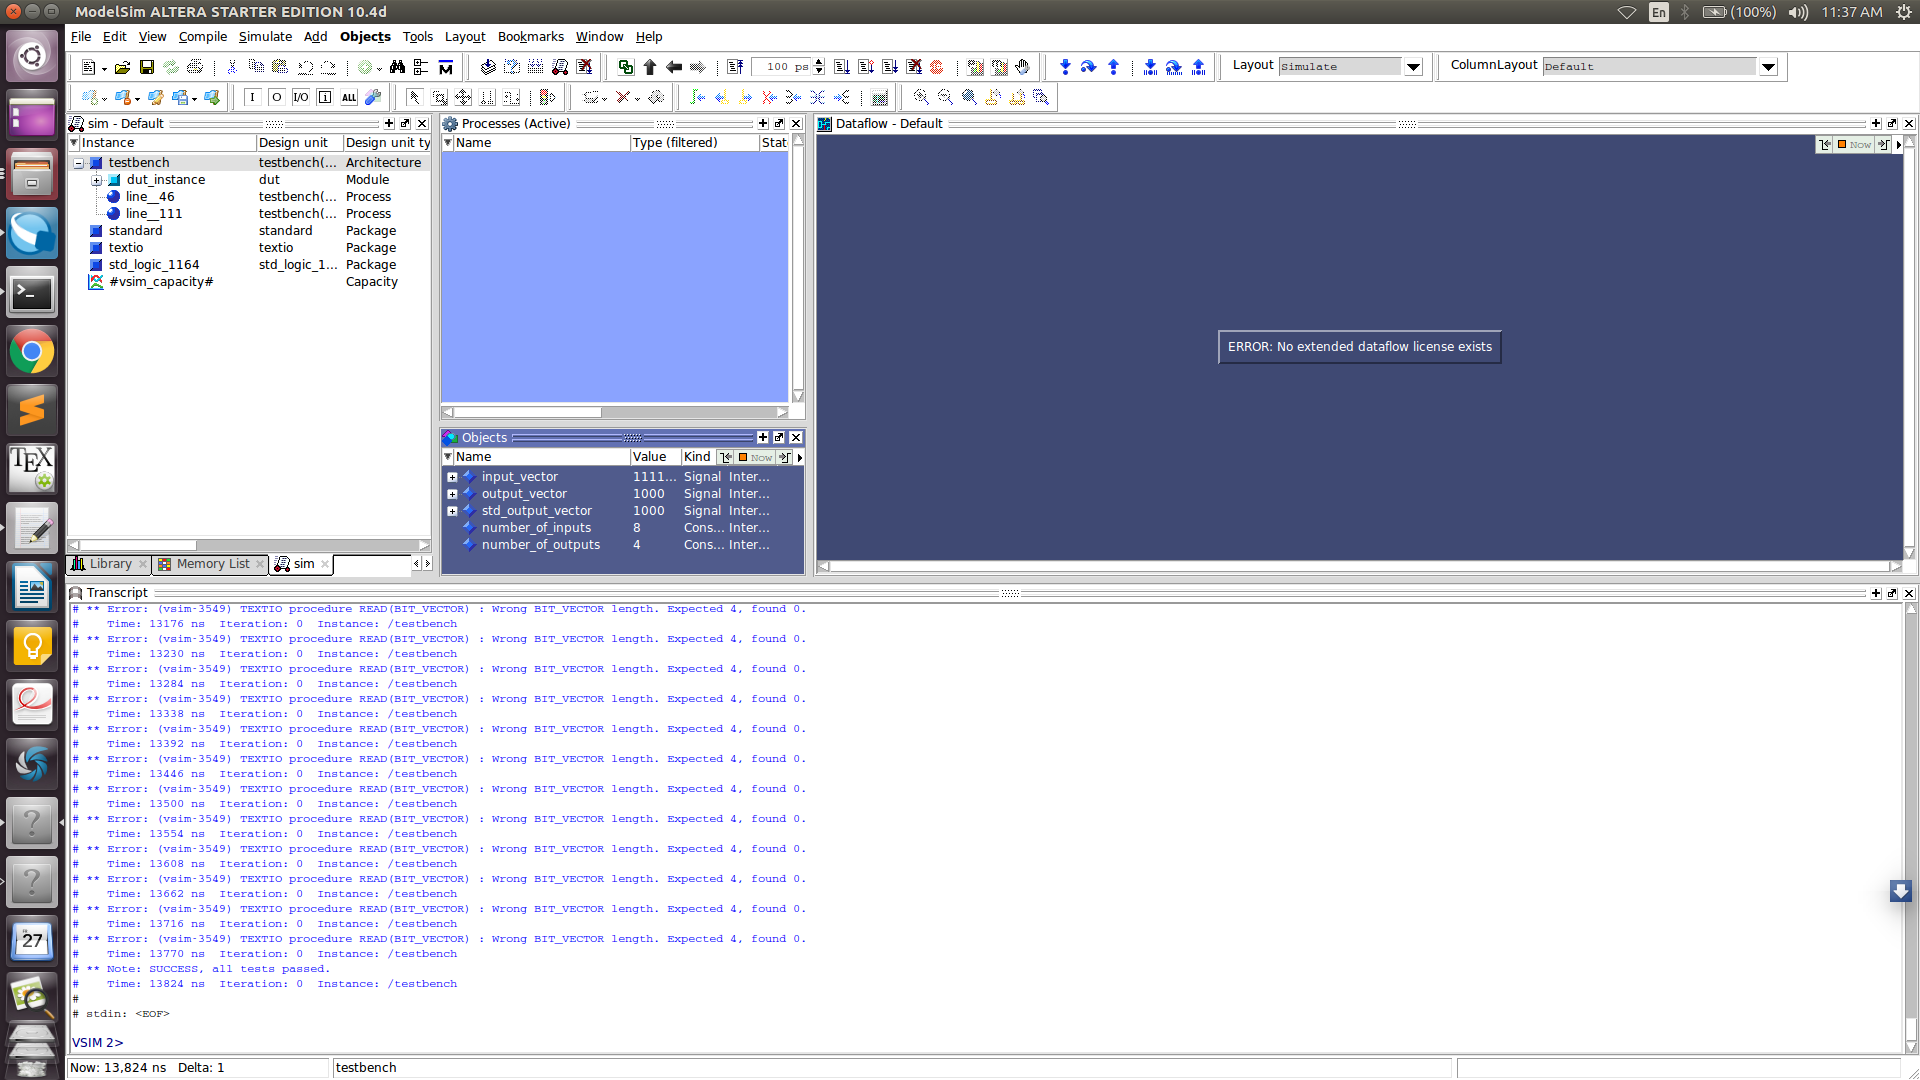 ModelSim ALTERA STARTER EDITION 10.4d
En
(100%)
11:37 AM
File Edit View Compile Simulate Add Objects Tools Layout Bookmarks Window Help
100 ps
Layout Simulate
ColumnLayout Default
I O I/O i ALL
sim - Default
Instance Design unit Design unit ty
testbench testbench(... Architecture
dut_instance dut Module
line__46 testbench(... Process
line__111 testbench(... Process
standard standard Package
textio textio Package
std_logic_1164 std_logic_1... Package
#vsim_capacity# Capacity
Library Memory List sim
Processes (Active)
Name Type (filtered) Stat
Objects
Name Value Kind Now
input_vector 1111... Signal Inter...
output_vector 1000 Signal Inter...
std_output_vector 1000 Signal Inter...
number_of_inputs 8 Cons... Inter...
number_of_outputs 4 Cons... Inter...
Dataflow - Default
Now
ERROR: No extended dataflow license exists
Transcript
# ** Error: (vsim-3549) TEXTIO procedure READ(BIT_VECTOR) : Wrong BIT_VECTOR length. Expected 4, found 0.
# Time: 13176 ns Iteration: 0 Instance: /testbench
# ** Error: (vsim-3549) TEXTIO procedure READ(BIT_VECTOR) : Wrong BIT_VECTOR length. Expected 4, found 0.
# Time: 13230 ns Iteration: 0 Instance: /testbench
# ** Error: (vsim-3549) TEXTIO procedure READ(BIT_VECTOR) : Wrong BIT_VECTOR length. Expected 4, found 0.
# Time: 13284 ns Iteration: 0 Instance: /testbench
# ** Error: (vsim-3549) TEXTIO procedure READ(BIT_VECTOR) : Wrong BIT_VECTOR length. Expected 4, found 0.
# Time: 13338 ns Iteration: 0 Instance: /testbench
# ** Error: (vsim-3549) TEXTIO procedure READ(BIT_VECTOR) : Wrong BIT_VECTOR length. Expected 4, found 0.
# Time: 13392 ns Iteration: 0 Instance: /testbench
# ** Error: (vsim-3549) TEXTIO procedure READ(BIT_VECTOR) : Wrong BIT_VECTOR length. Expected 4, found 0.
# Time: 13446 ns Iteration: 0 Instance: /testbench
# ** Error: (vsim-3549) TEXTIO procedure READ(BIT_VECTOR) : Wrong BIT_VECTOR length. Expected 4, found 0.
# Time: 13500 ns Iteration: 0 Instance: /testbench
# ** Error: (vsim-3549) TEXTIO procedure READ(BIT_VECTOR) : Wrong BIT_VECTOR length. Expected 4, found 0.
# Time: 13554 ns Iteration: 0 Instance: /testbench
# ** Error: (vsim-3549) TEXTIO procedure READ(BIT_VECTOR) : Wrong BIT_VECTOR length. Expected 4, found 0.
# Time: 13608 ns Iteration: 0 Instance: /testbench
# ** Error: (vsim-3549) TEXTIO procedure READ(BIT_VECTOR) : Wrong BIT_VECTOR length. Expected 4, found 0.
# Time: 13662 ns Iteration: 0 Instance: /testbench
# ** Error: (vsim-3549) TEXTIO procedure READ(BIT_VECTOR) : Wrong BIT_VECTOR length. Expected 4, found 0.
# Time: 13716 ns Iteration: 0 Instance: /testbench
# ** Error: (vsim-3549) TEXTIO procedure READ(BIT_VECTOR) : Wrong BIT_VECTOR length. Expected 4, found 0.
# Time: 13770 ns Iteration: 0 Instance: /testbench
# ** Note: SUCCESS, all tests passed.
# Time: 13824 ns Iteration: 0 Instance: /testbench
#
# stdin: <EOF>
VSIM 2>
Now: 13,824 ns Delta: 1
testbench
TEX
27